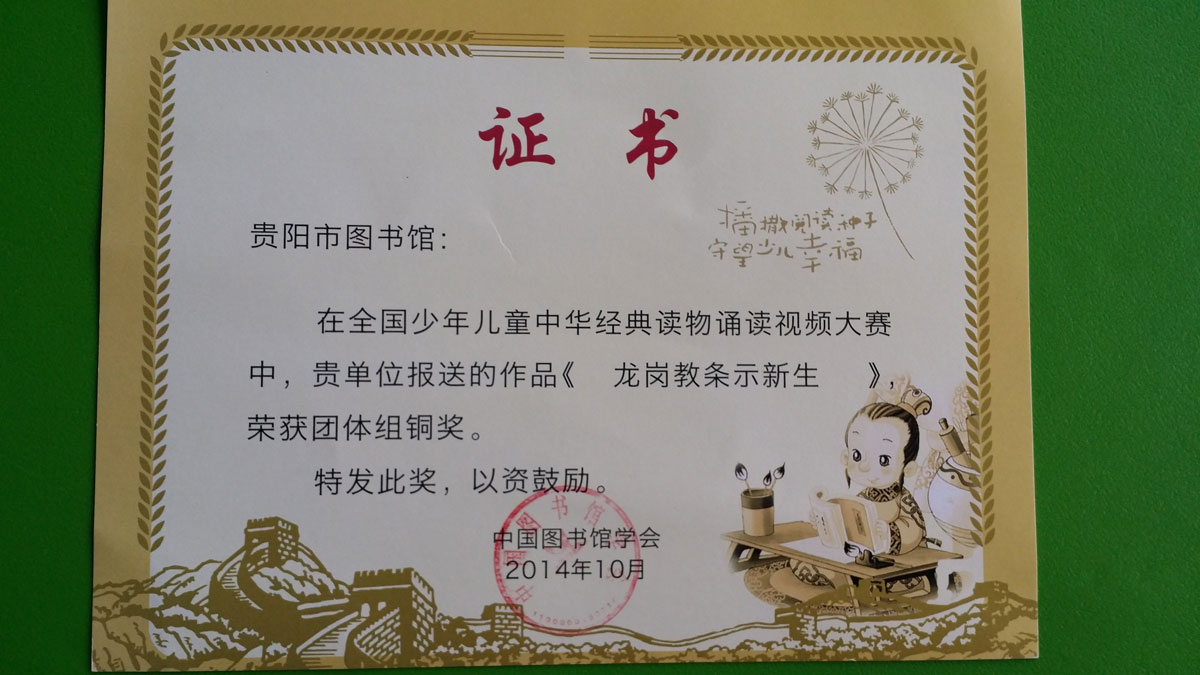 证 书
播撒阅读种子
守望少儿幸福
贵阳市图书馆:
在全国少年儿童中华经典读物诵读视频大赛
中,贵单位报送的作品《 龙岗教条示新生 》,
荣获团体组铜奖。
特发此奖,以资鼓励。
中国图书馆学会
2014年10月